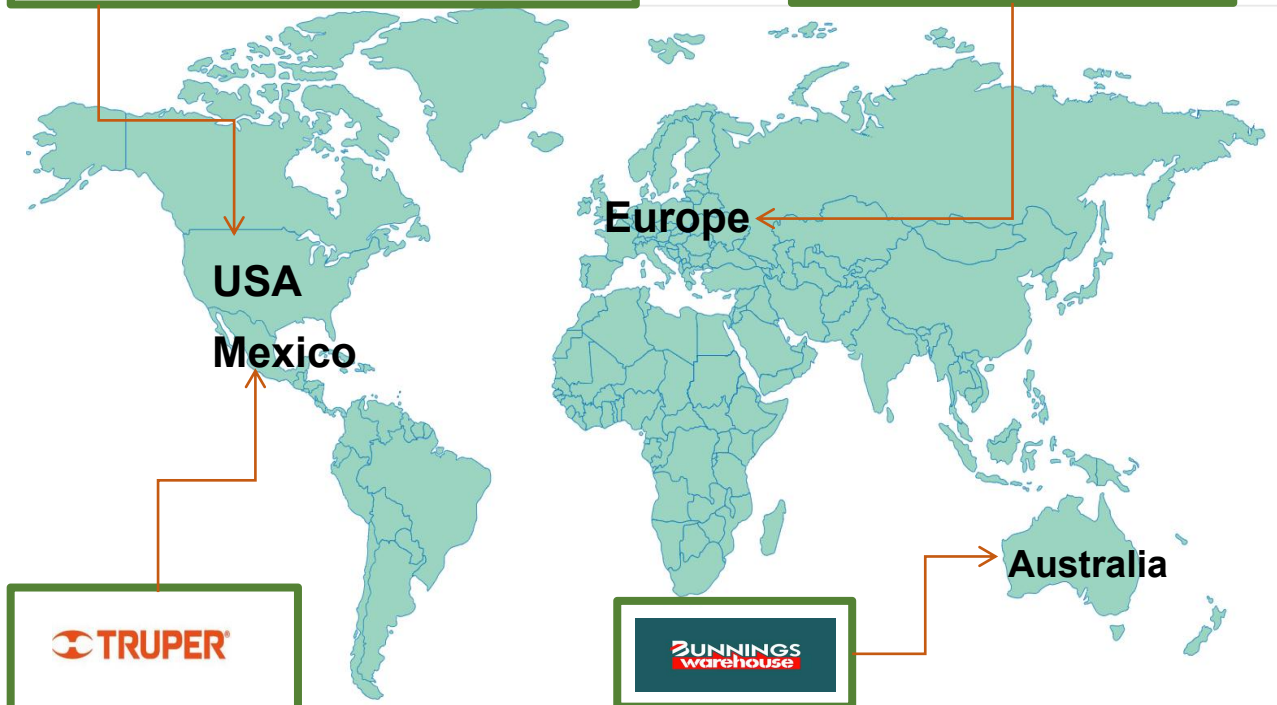 Europe
USA
Mexico
Australia
TRUPER®
BUNNINGS
warehouse